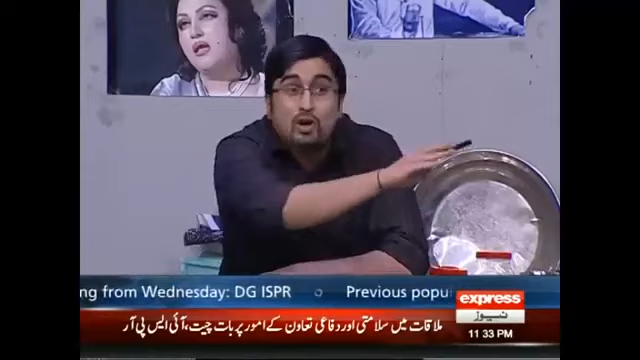 ng from Wednesday: DG ISPR o Previous popu
express
نیوز
ملاقات میں سلامتی اور دفاعی تعاون کے امور پر بات چیت،آئی ایس پی آر
11:33 PM